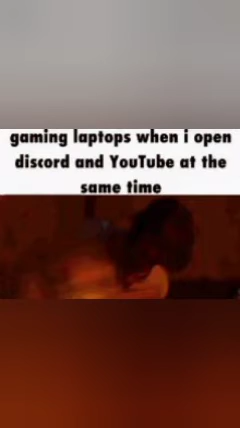 gaming laptops when i open
discord and YouTube at the
same time